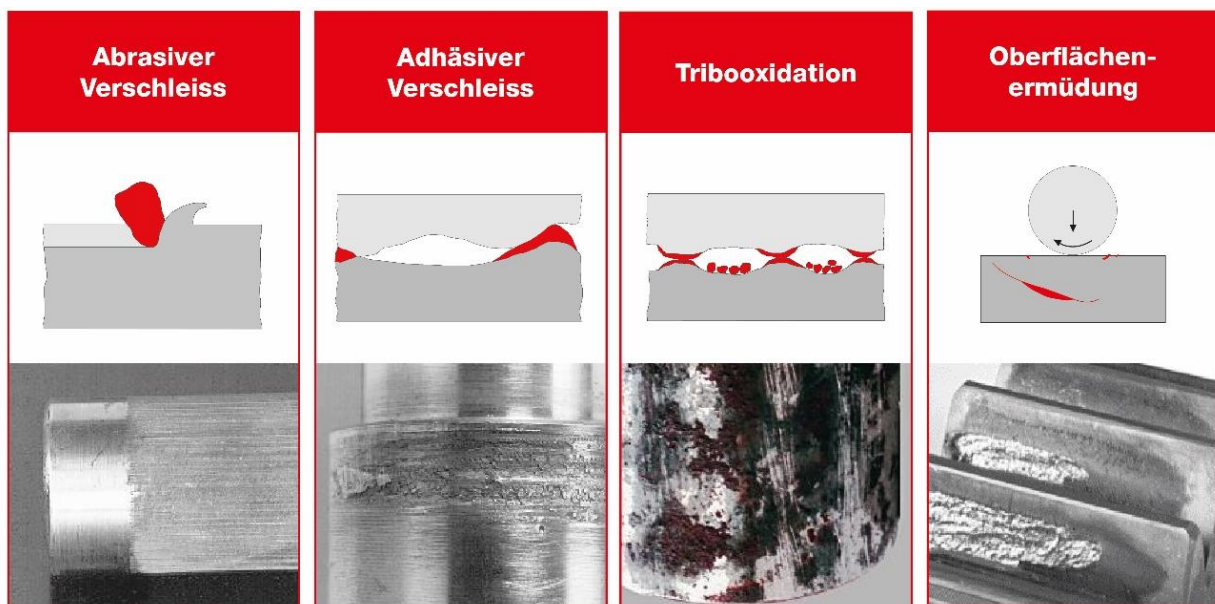 Abrasiver
Verschleiss
Adhäsiver
Verschleiss
Tribooxidation
Oberflächen-
ermüdung